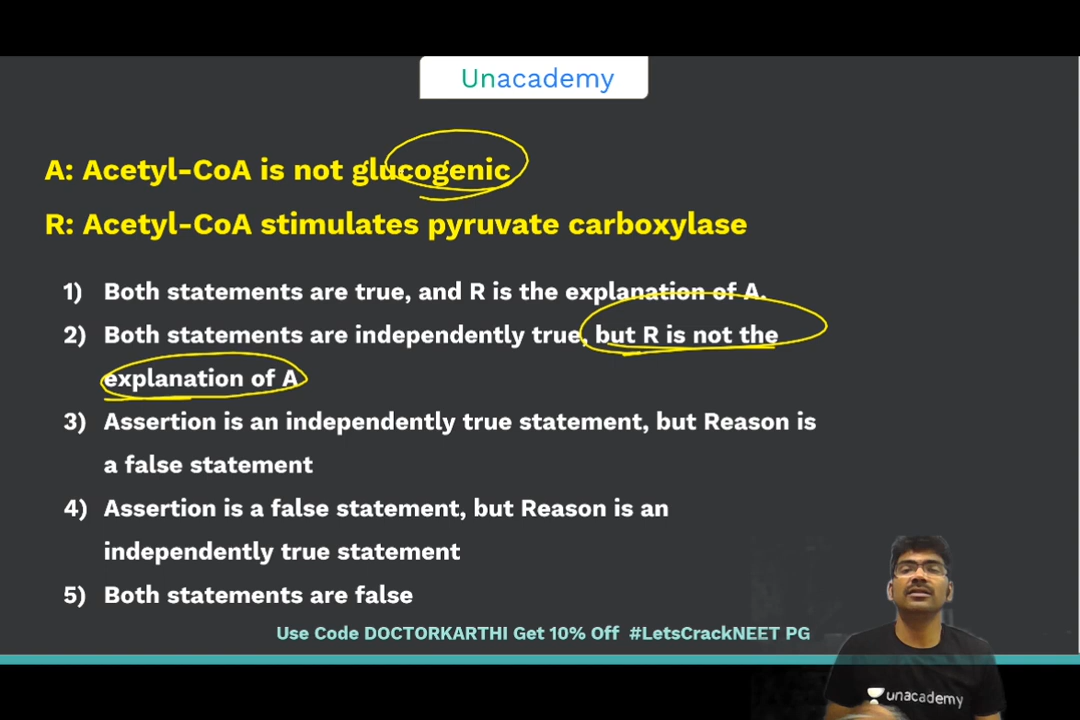 Unacademy
A: Acetyl-CoA is not glucogenic
R: Acetyl-CoA stimulates pyruvate carboxylase
1) Both statements are true, and R is the explanation of A.
2) Both statements are independently true, but R is not the
explanation of A
3) Assertion is an independently true statement, but Reason is
a false statement
4) Assertion is a false statement, but Reason is an
independently true statement
5) Both statements are false
Use Code DOCTORKARTHI Get 10% Off #LetsCrackNEET PG
unacademy